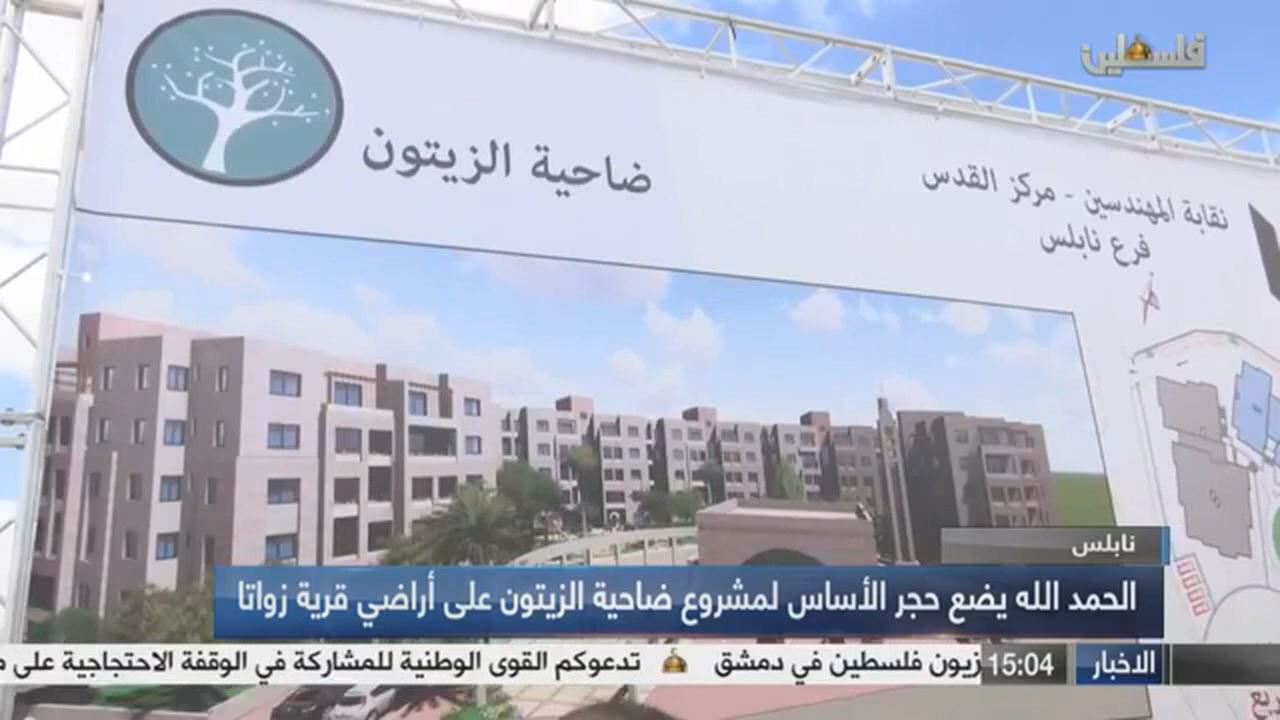 فلسطين
ضاحية الزيتون
نقابة المهندسين - مركز القدس
فرع نابلس
نابلس
الحمد الله يضع حجر الأساس لمشروع ضاحية الزيتون على أراضي قرية زواتا
الاخبار
15:04
زيون فلسطين في دمشق
تدعوكم القوى الوطنية للمشاركة في الوقفة الاحتجاجية على